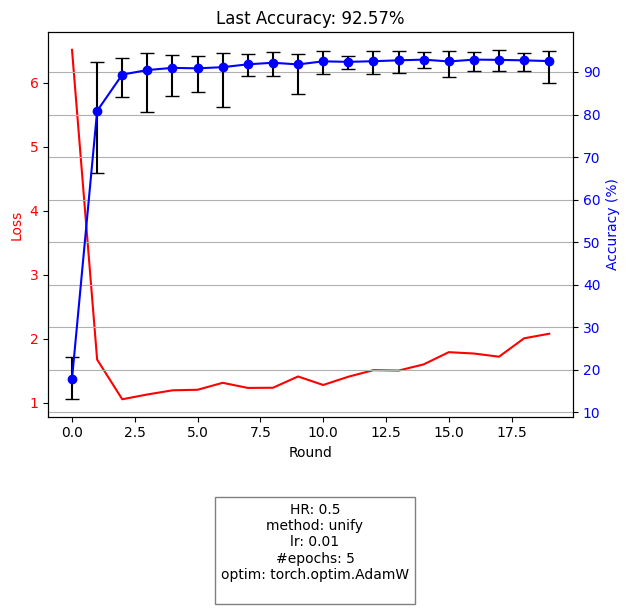 Last Accuracy: 92.57%
6
5
4
3
2
1
Loss
90
80
70
60
50
40
30
20
10
Accuracy (%)
0.0 2.5 5.0 7.5 10.0 12.5 15.0 17.5
Round
HR: 0.5
method: unify
lr: 0.01
#epochs: 5
optim: torch.optim.AdamW